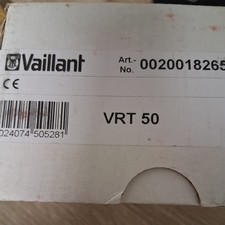 Vaillant Art.- No. 0020018265
CE
024074 505281
VRT 50